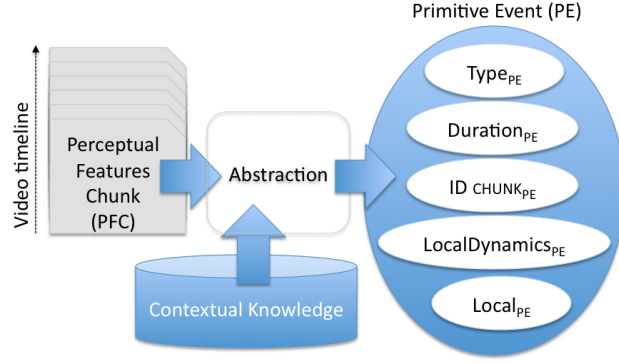 Primitive Event (PE)
Video timeline
Perceptual
Features
Chunk
(PFC)
Abstraction
Contextual Knowledge
TypePE
DurationPE
ID CHUNKPE
LocalDynamicsPE
LocalPE